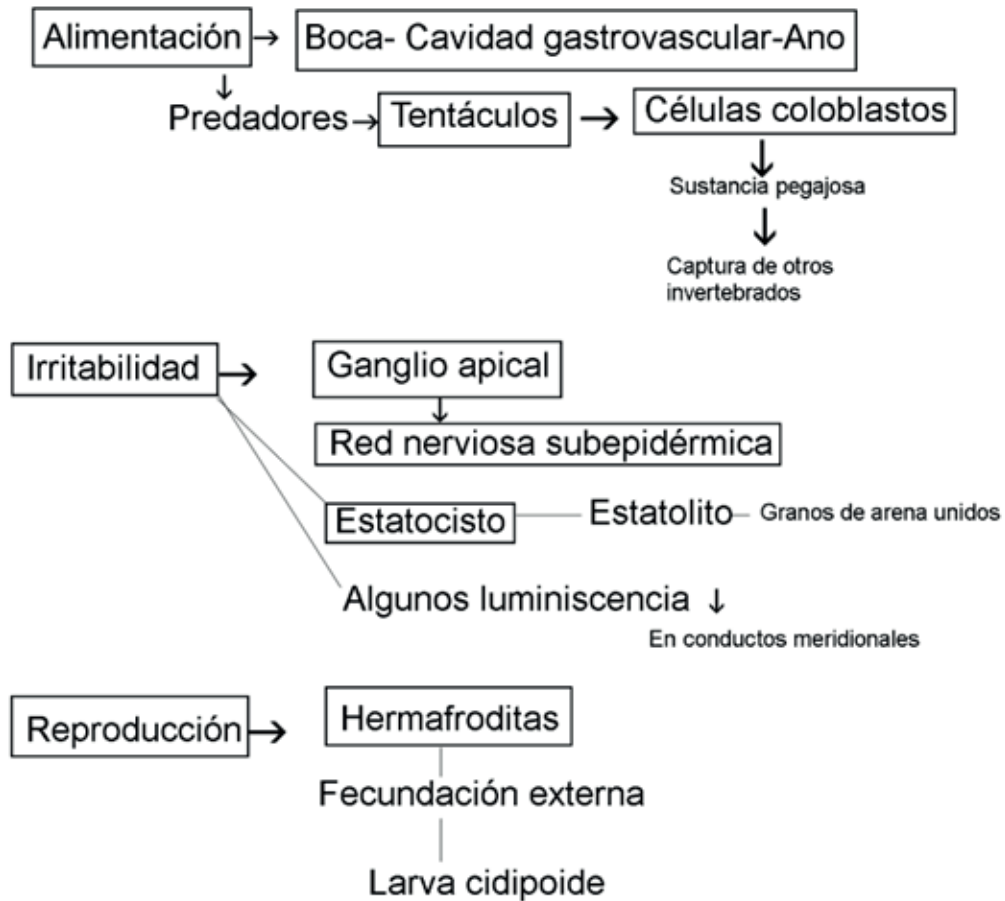 Alimentación
Boca- Cavidad gastrovascular-Ano
Predadores
Tentáculos
Células coloblastos
Sustancia pegajosa
Captura de otros
invertebrados
Irritabilidad
Ganglio apical
Red nerviosa subepidérmica
Estatocisto
Estatolito
Granos de arena unidos
Algunos luminiscencia
En conductos meridionales
Reproducción
Hermafroditas
Fecundación externa
Larva cidipoide